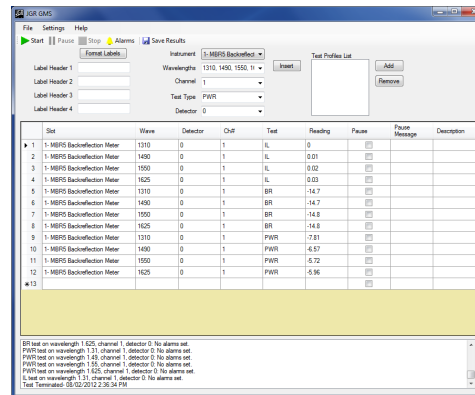 JGR GMS
File Settings Help
Start Pause Stop Alarms Save Results
Format Labels
Label Header 1
Label Header 2
Label Header 3
Label Header 4
Instrument 1- MBR5 Backreflect
Wavelengths 1310, 1490, 1550, 1
Channel 1
Test Type PWR
Detector 0
Insert
Test Profiles List
Add
Remove
Slot Wave Detector Ch# Test Reading Pause Pause Message Description
1 1- MBR5 Backreflection Meter 1310 0 1 IL 0
2 1- MBR5 Backreflection Meter 1490 0 1 IL 0.01
3 1- MBR5 Backreflection Meter 1550 0 1 IL 0.02
4 1- MBR5 Backreflection Meter 1625 0 1 IL 0.03
5 1- MBR5 Backreflection Meter 1310 0 1 BR -14.7
6 1- MBR5 Backreflection Meter 1490 0 1 BR -14.7
7 1- MBR5 Backreflection Meter 1550 0 1 BR -14.8
8 1- MBR5 Backreflection Meter 1625 0 1 BR -14.8
9 1- MBR5 Backreflection Meter 1310 0 1 PWR -7.81
10 1- MBR5 Backreflection Meter 1490 0 1 PWR -6.57
11 1- MBR5 Backreflection Meter 1550 0 1 PWR -5.72
12 1- MBR5 Backreflection Meter 1625 0 1 PWR -5.96
*13
BR test on wavelength 1.625, channel 1, detector 0: No alarms set.
PWR test on wavelength 1.31, channel 1, detector 0: No alarms set.
PWR test on wavelength 1.49, channel 1, detector 0: No alarms set.
PWR test on wavelength 1.55, channel 1, detector 0: No alarms set.
PWR test on wavelength 1.625, channel 1, detector 0: No alarms set.
IL test on wavelength 1.31, channel 1, detector 0: No alarms set.
Test Terminated- 08/02/2012 2:36:34 PM